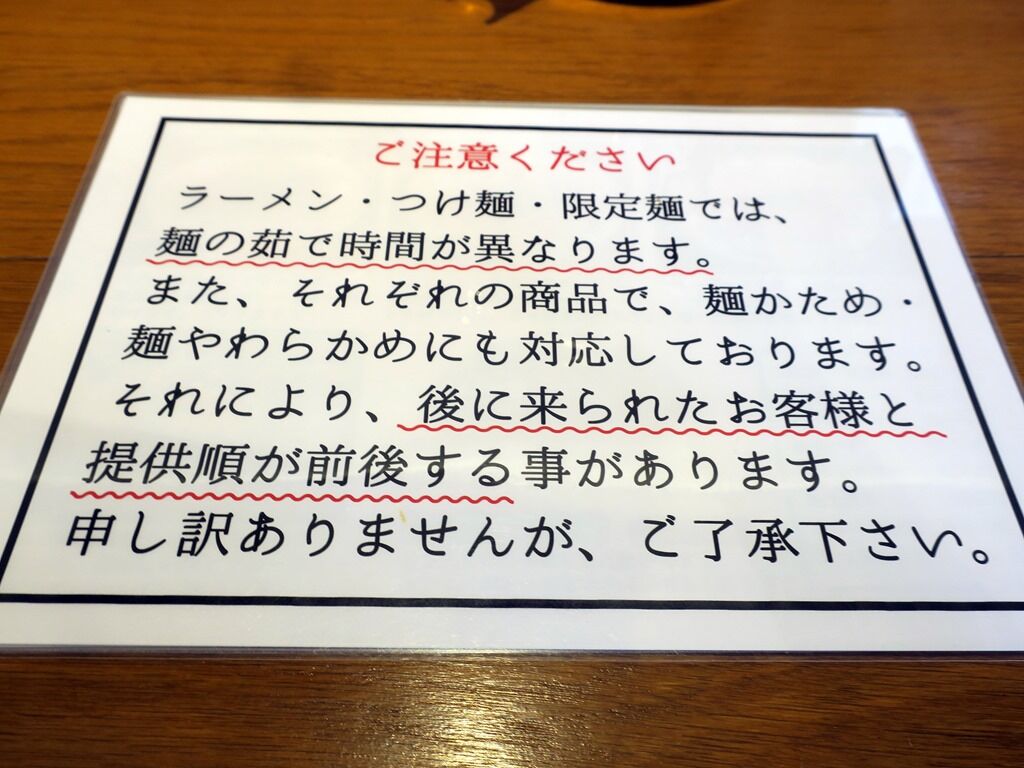 ご注意ください
ラーメン・つけ麺・限定麺では、
麺の茹で時間が異なります。
また、それぞれの商品で、麺かため・
麺やわらかめにも対応しております。
それにより、後に来られたお客様と
提供順が前後する事があります。
申し訳ありませんが、ご了承下さい。